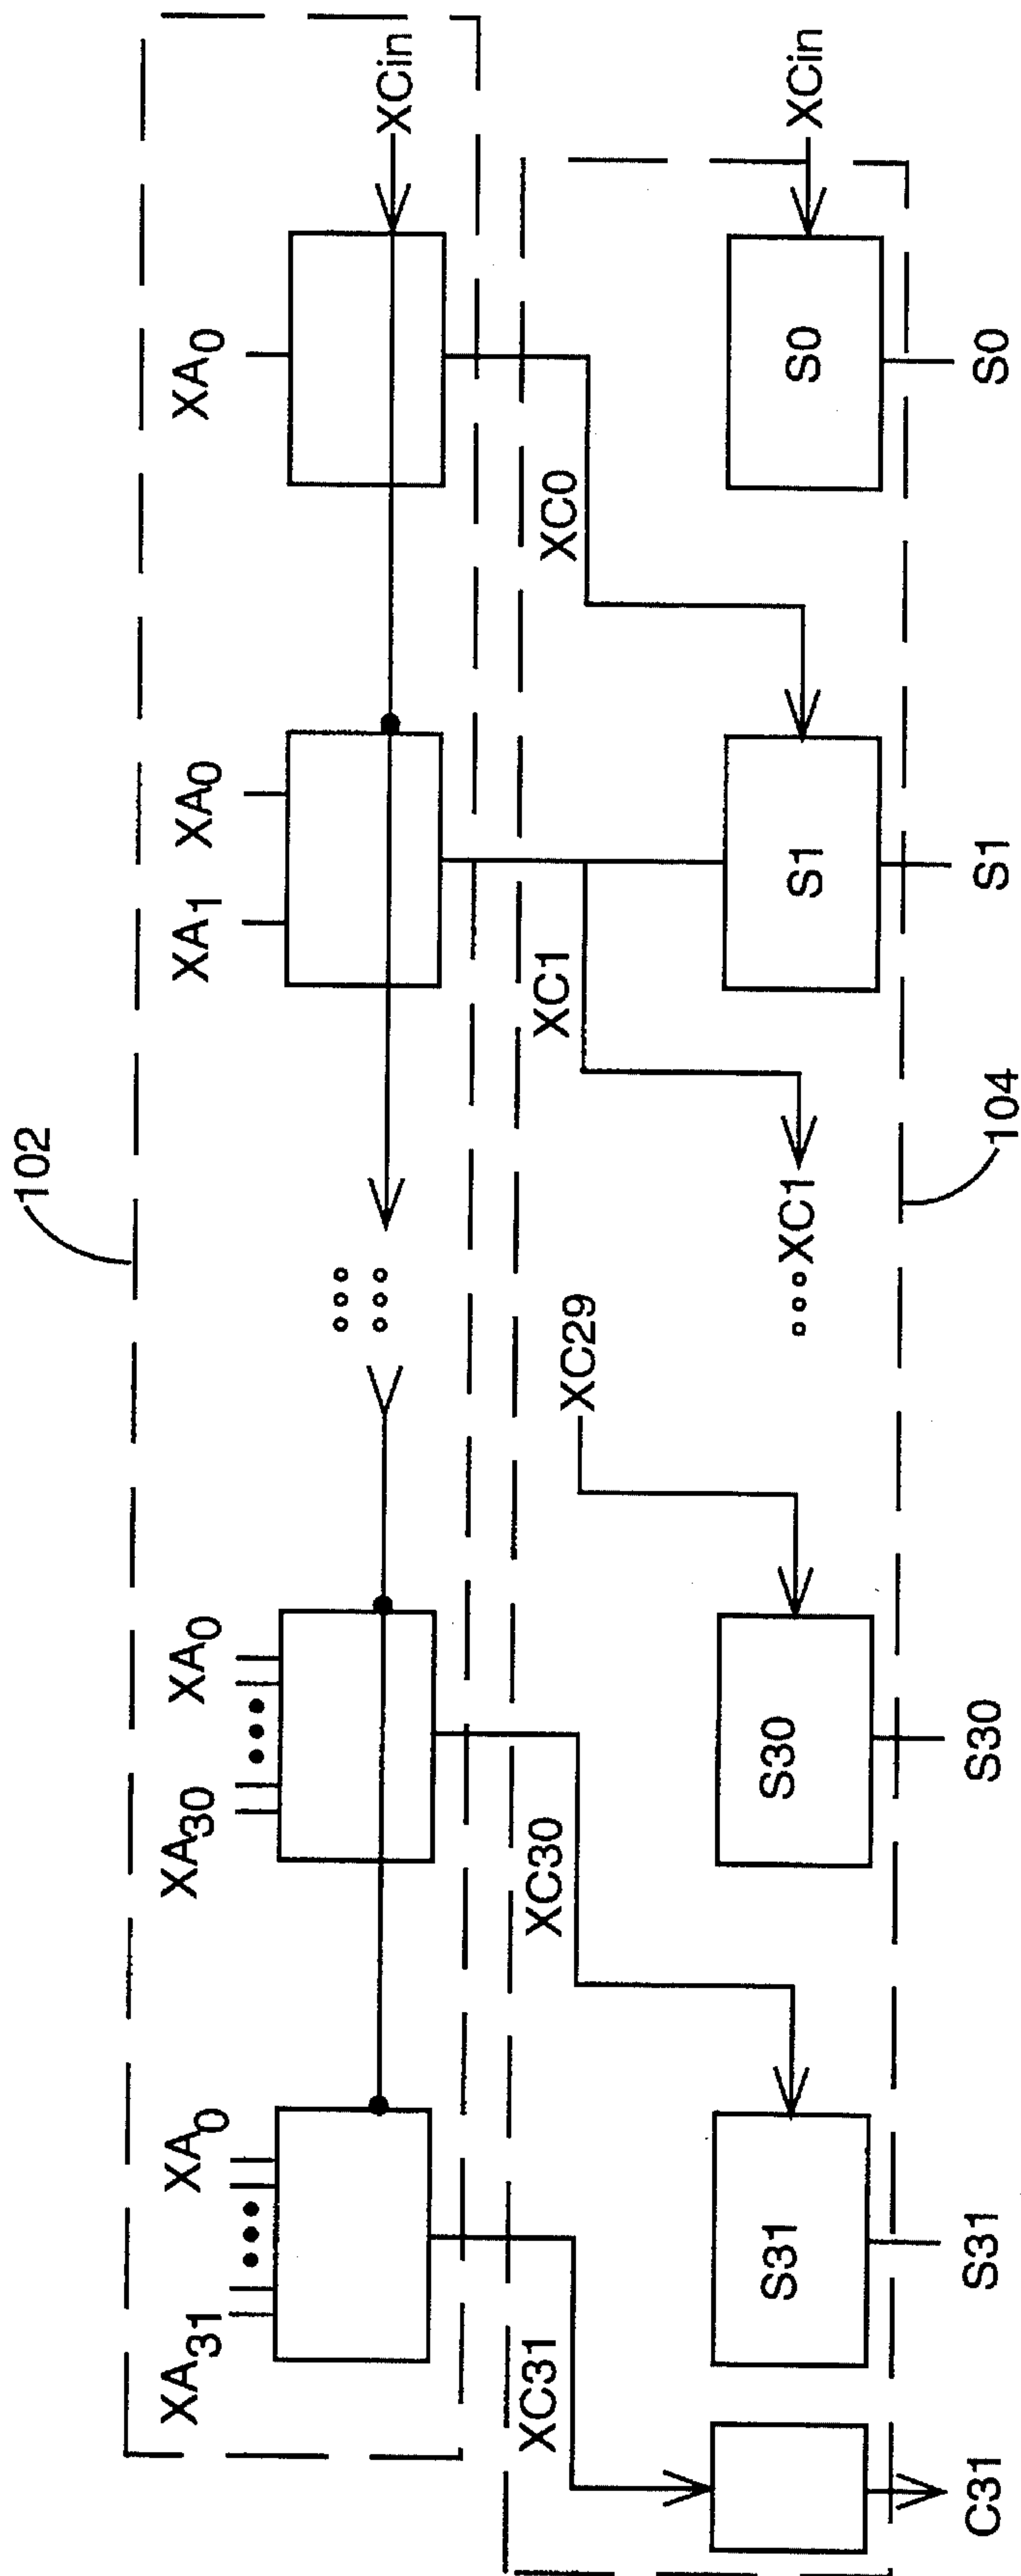 102
XA31 XA0 XA30 XA0 XA1 XA0 XA0
XCin
XC31 XC30 XC29 XC1 XC0
XC1
XCin
S31 S30 S1 S0
C31 S31 S30 S1 S0
104